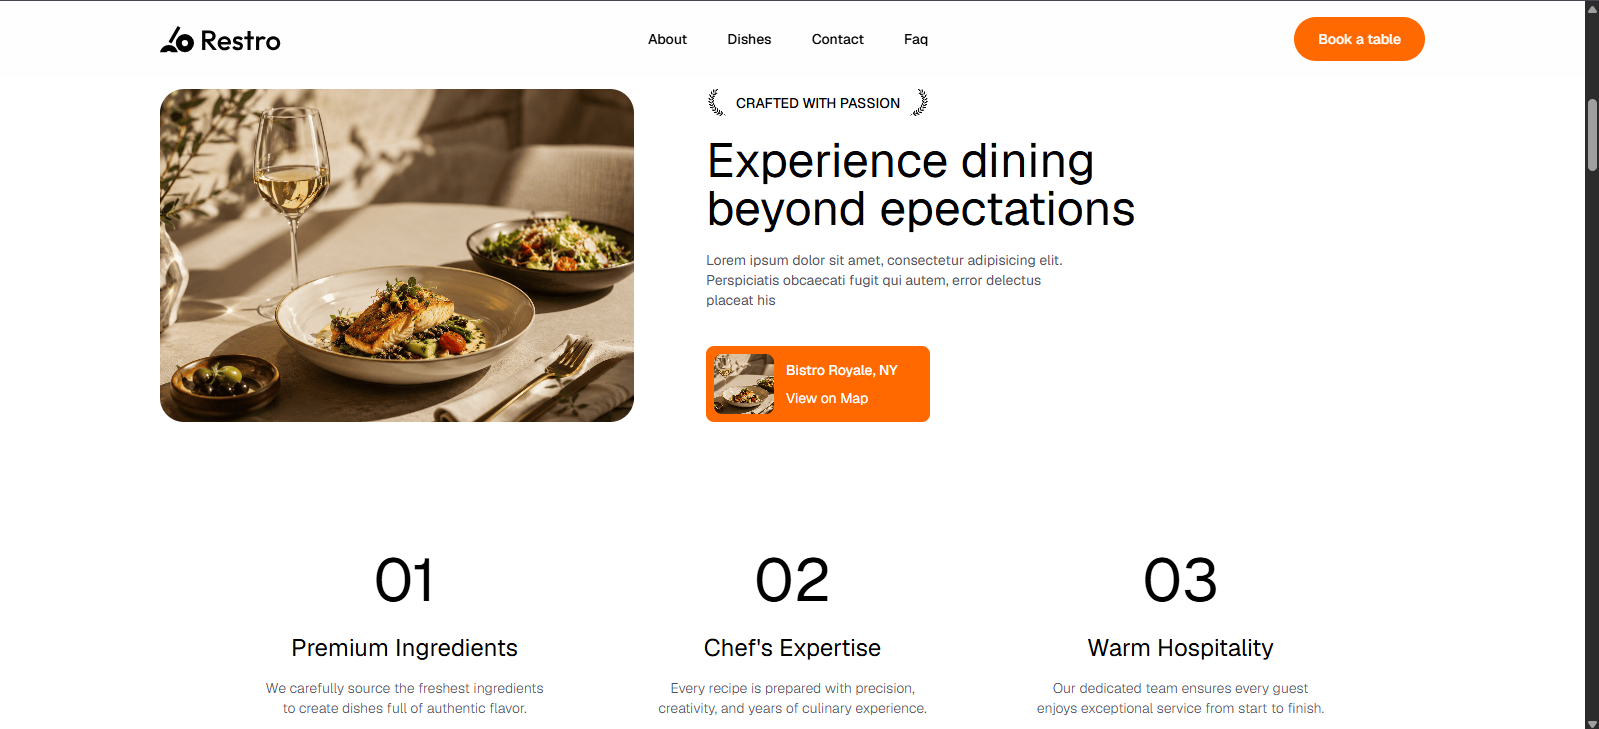 Restro
About
Dishes
Contact
Faq
Book a table
CRAFTED WITH PASSION
Experience dining
beyond epectations
Lorem ipsum dolor sit amet, consectetur adipisicing elit.
Perspiciatis obcaecati fugit qui autem, error delectus
placeat his
Bistro Royale, NY
View on Map
01
Premium Ingredients
We carefully source the freshest ingredients
to create dishes full of authentic flavor.
02
Chef's Expertise
Every recipe is prepared with precision,
creativity, and years of culinary experience.
03
Warm Hospitality
Our dedicated team ensures every guest
enjoys exceptional service from start to finish.